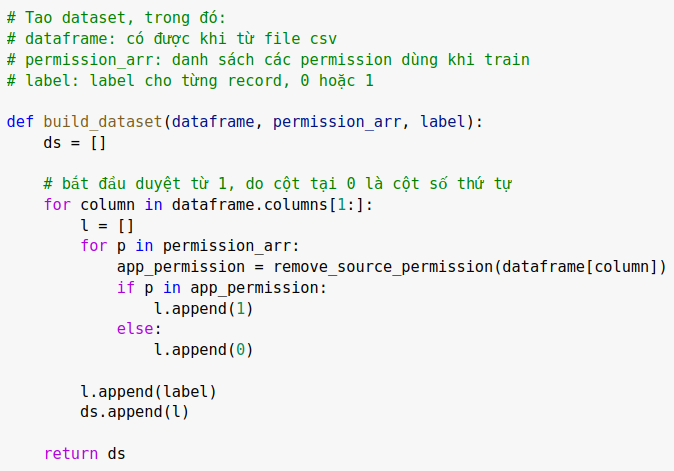 # Tao dataset, trong đó:
# dataframe: có được khi từ file csv
# permission_arr: danh sách các permission dùng khi train
# label: label cho từng record, 0 hoặc 1
def build_dataset(dataframe, permission_arr, label):
    ds = []
    # bắt đầu duyệt từ 1, do cột tại 0 là cột số thứ tự
    for column in dataframe.columns[1:]:
        l = []
        for p in permission_arr:
            app_permission = remove_source_permission(dataframe[column])
            if p in app_permission:
                l.append(1)
            else:
                l.append(0)
        l.append(label)
        ds.append(l)
    return ds